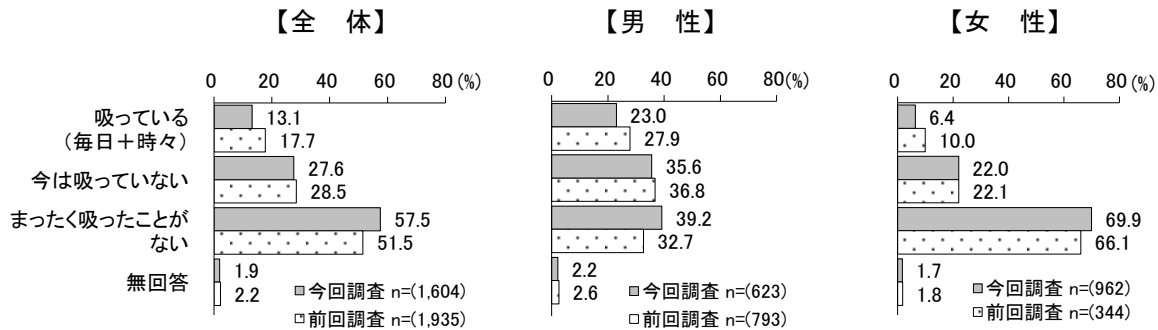 【全　体】
0 20 40 60 80(%)
吸っている
（毎日＋時々）
今は吸っていない
まったく吸ったことが
ない
無回答
13.1
17.7
27.6
28.5
57.5
51.5
1.9
2.2
今回調査 n=(1,604)
前回調査 n=(1,935)
【男　性】
0 20 40 60 80(%)
23.0
27.9
35.6
36.8
39.2
32.7
2.2
2.6
今回調査 n=(623)
前回調査 n=(793)
【女　性】
0 20 40 60 80(%)
6.4
10.0
22.0
22.1
69.9
66.1
1.7
1.8
今回調査 n=(962)
前回調査 n=(344)